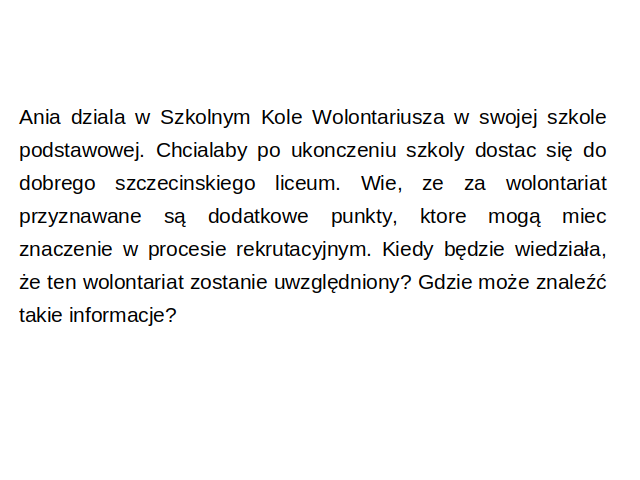 Ania dziala w Szkolnym Kole Wolontariusza w swojej szkole
podstawowej. Chcialaby po ukonczeniu szkoly dostac się do
dobrego szczecinskiego liceum. Wie, ze za wolontariat
przyznawane są dodatkowe punkty, ktore mogą miec
znaczenie w procesie rekrutacyjnym. Kiedy będzie wiedziała,
że ten wolontariat zostanie uwzględniony? Gdzie może znaleźć
takie informacje?